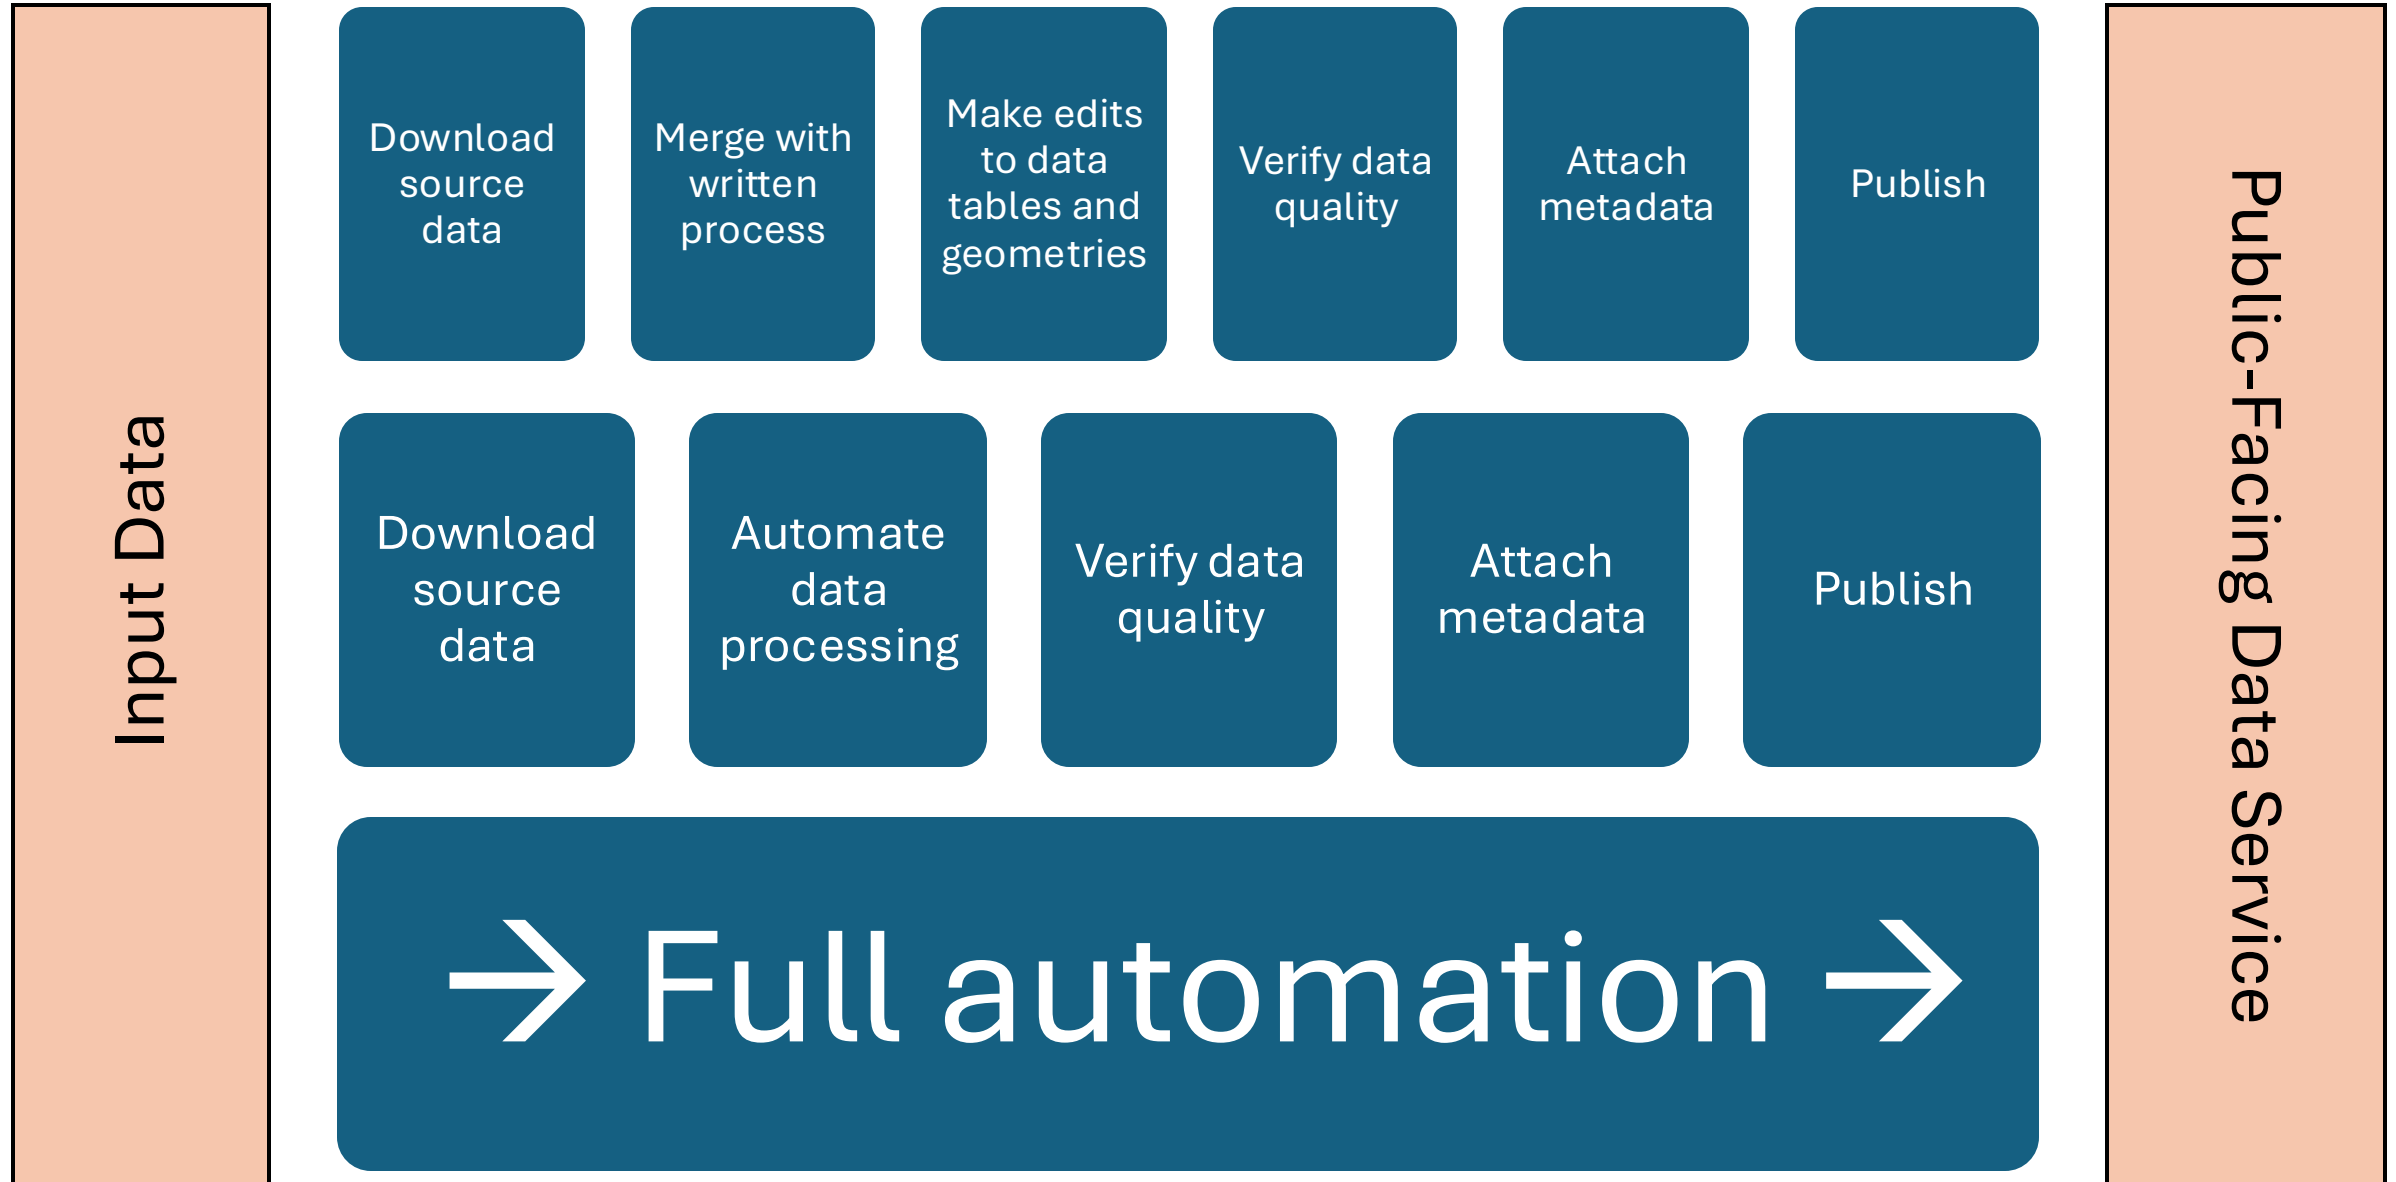 Input Data
Download
source
data
Merge with
written
process
Make edits
to data
tables and
geometries
Verify data
quality
Attach
metadata
Publish
Download
source
data
Automate
data
processing
Verify data
quality
Attach
metadata
Publish
→ Full automation →
Public-Facing Data Service